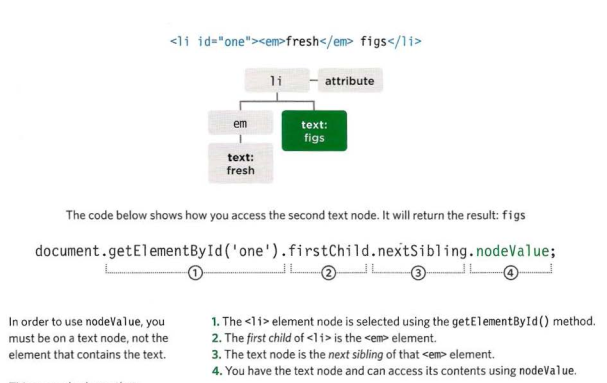 <li id="one"><em>fresh</em> figs</li>
li
attribute
em
text:
figs
text:
fresh
The code below shows how you access the second text node. It will return the result: figs
document.getElementById('one').firstChild.nextSibling.nodeValue;
1 2 3 4
In order to use nodeValue, you
must be on a text node, not the
element that contains the text.
1. The <li> element node is selected using the getElementById() method.
2. The first child of <li> is the <em> element.
3. The text node is the next sibling of that <em> element.
4. You have the text node and can access its contents using nodeValue.